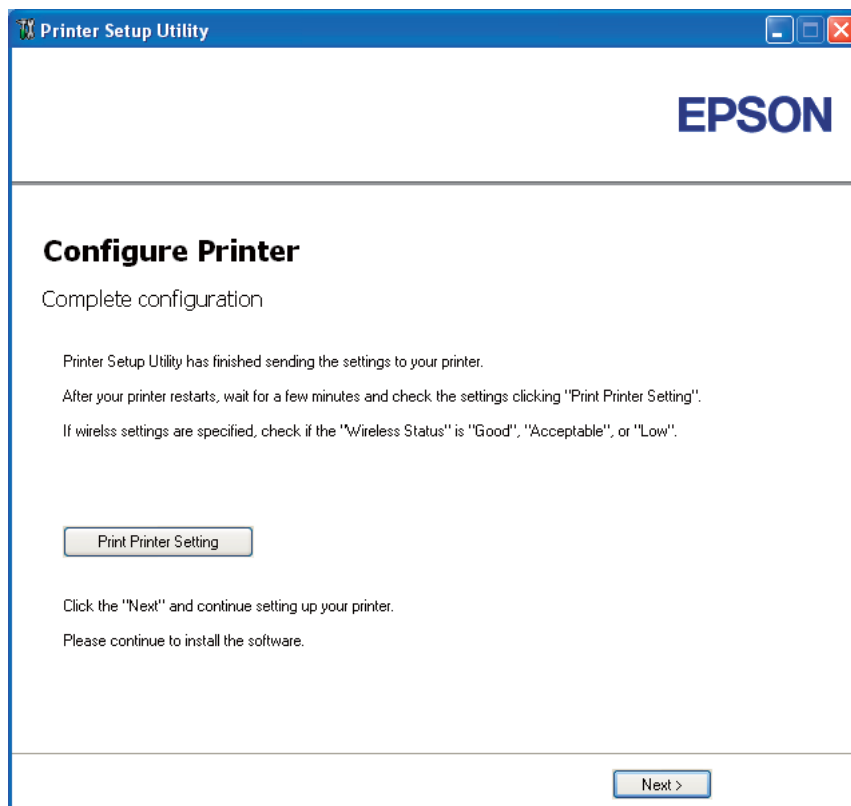 Printer Setup Utility
EPSON
Configure Printer
Complete configuration
Printer Setup Utility has finished sending the settings to your printer.
After your printer restarts, wait for a few minutes and check the settings clicking "Print Printer Setting".
If wirelss settings are specified, check if the "Wireless Status" is "Good", "Acceptable", or "Low".
Print Printer Setting
Click the "Next" and continue setting up your printer.
Please continue to install the software.
Next >